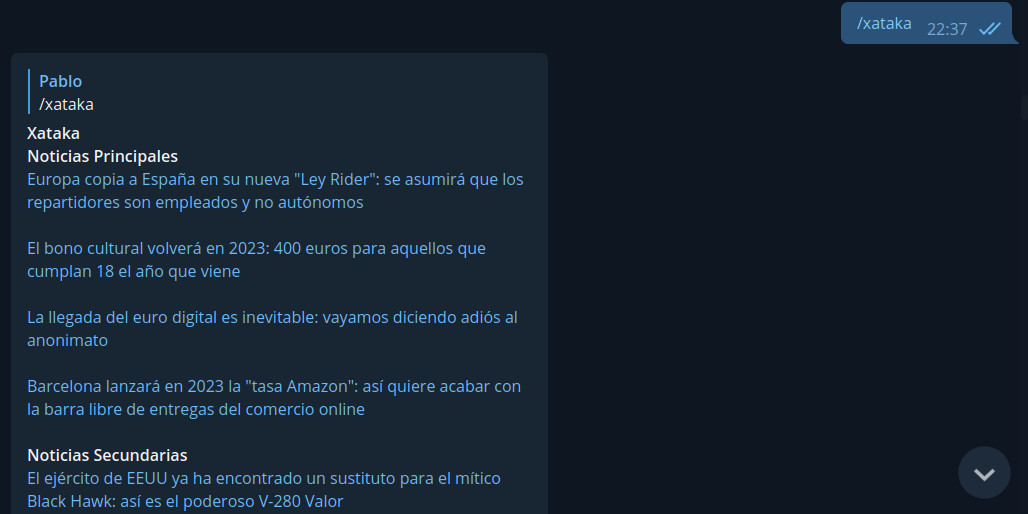 /xataka 22:37
Pablo
/xataka
Xataka
Noticias Principales
Europa copia a España en su nueva "Ley Rider": se asumirá que los
repartidores son empleados y no autónomos
El bono cultural volverá en 2023: 400 euros para aquellos que
cumplan 18 el año que viene
La llegada del euro digital es inevitable: vayamos diciendo adiós al
anonimato
Barcelona lanzará en 2023 la "tasa Amazon": así quiere acabar con
la barra libre de entregas del comercio online
Noticias Secundarias
El ejército de EEUU ya ha encontrado un sustituto para el mítico
Black Hawk: así es el poderoso V-280 Valor